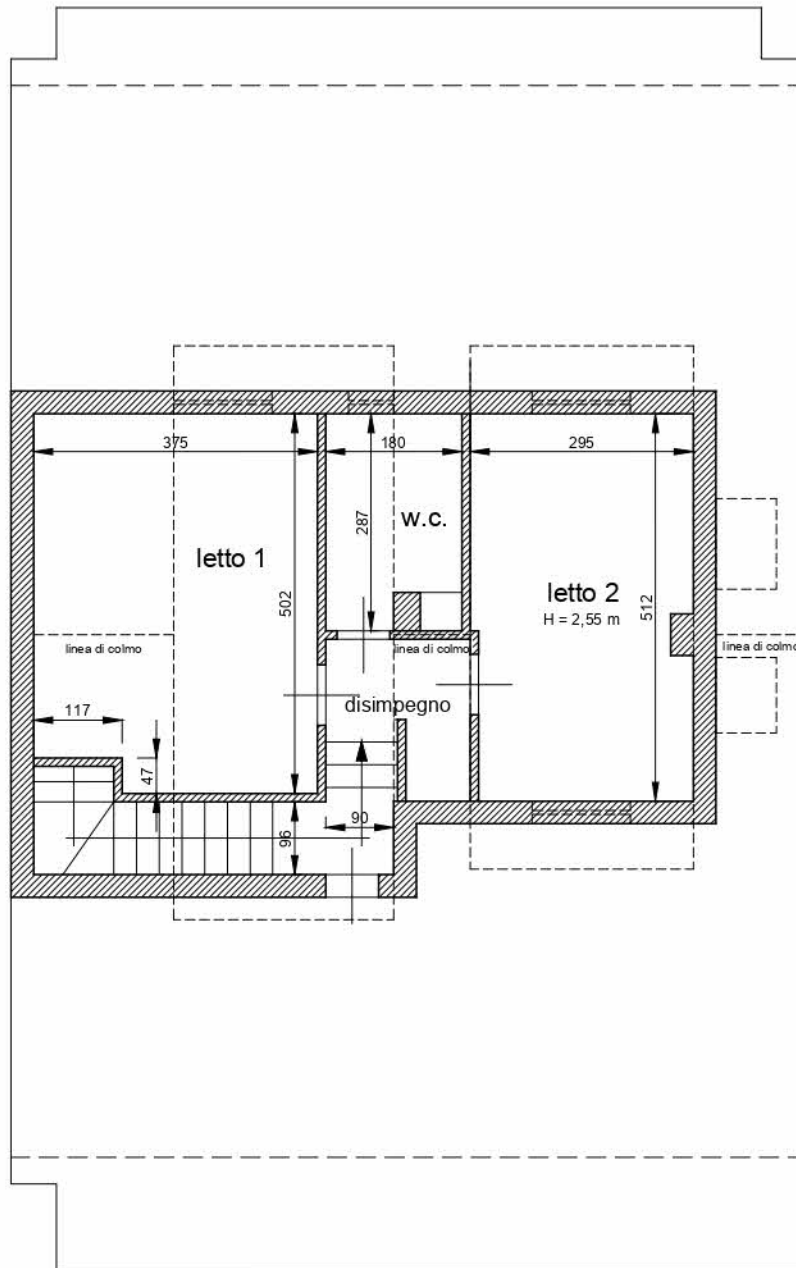 375
180
295
287
w.c.
letto 1
502
letto 2
H = 2,55 m
512
linea di colmo
linea di colmo
linea di colmo
117
disimpegno
47
90
96